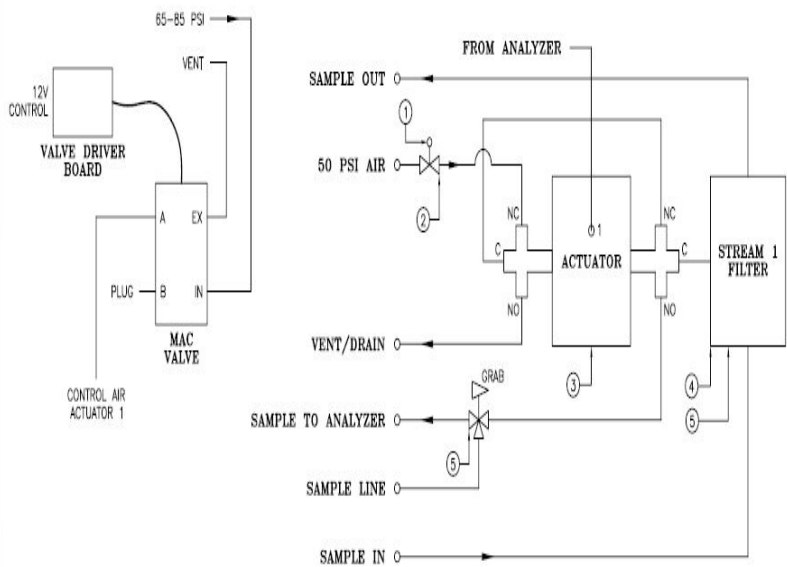 65-85 PSI
VENT
12V
CONTROL
VALVE DRIVER
BOARD
A
EX
PLUG
B
IN
MAC
VALVE
CONTROL AIR
ACTUATOR 1
FROM ANALYZER
SAMPLE OUT
1
50 PSI AIR
2
NC
NC
C
1
ACTUATOR
C
STREAM 1
FILTER
NO
NO
VENT/DRAIN
3
4
GRAB
SAMPLE TO ANALYZER
5
5
SAMPLE LINE
SAMPLE IN